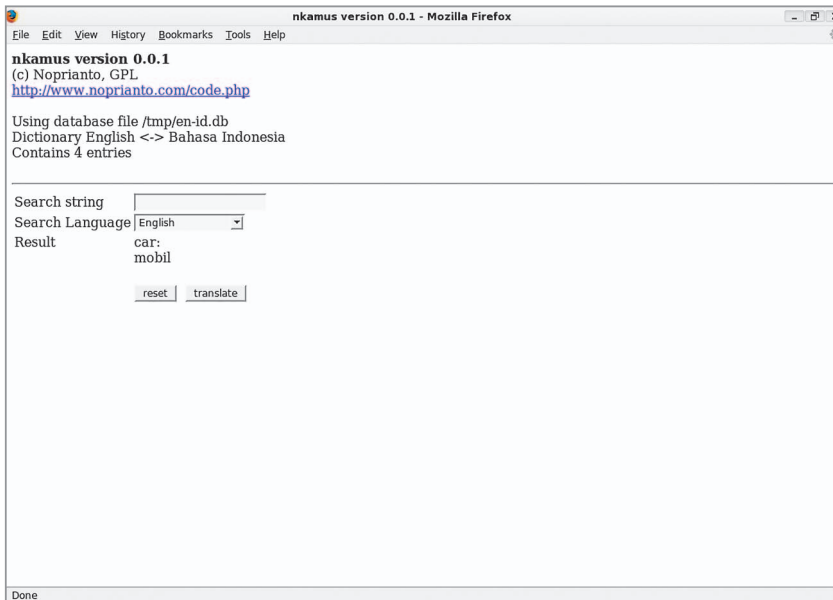 nkamus version 0.0.1 - Mozilla Firefox
File Edit View History Bookmarks Tools Help
nkamus version 0.0.1
(c) Noprianto, GPL
http://www.noprianto.com/code.php
Using database file /tmp/en-id.db
Dictionary English <-> Bahasa Indonesia
Contains 4 entries
Search string
Search Language English
Result car:
mobil
reset translate
Done